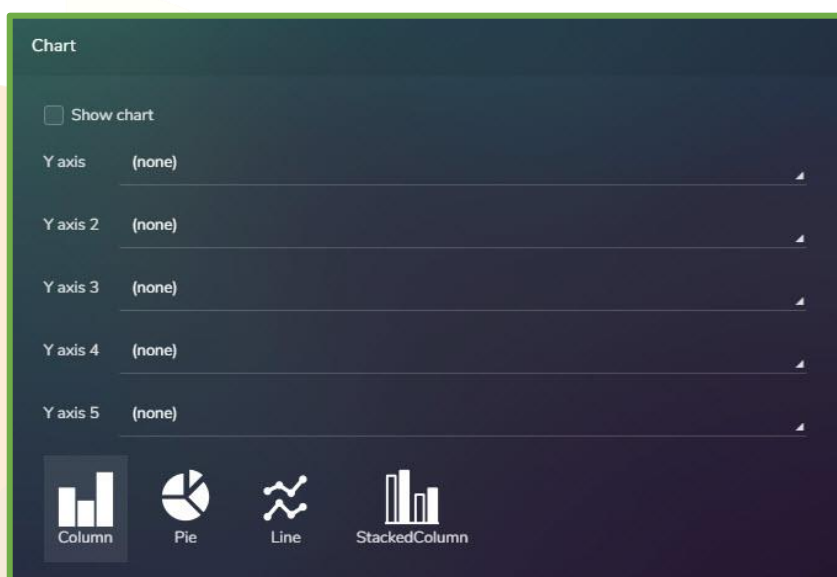 Chart
Show chart
Y axis (none)
Y axis 2 (none)
Y axis 3 (none)
Y axis 4 (none)
Y axis 5 (none)
Column Pie Line StackedColumn